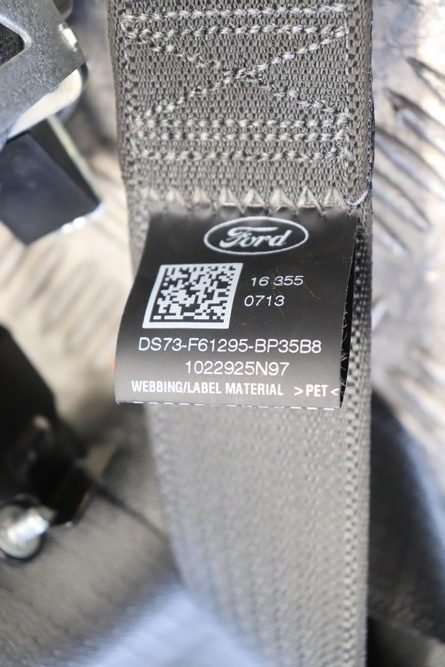 Ford
16 355
0713
DS73-F61295-BP35B8
1022925N97
WEBBING/LABEL MATERIAL >PET<